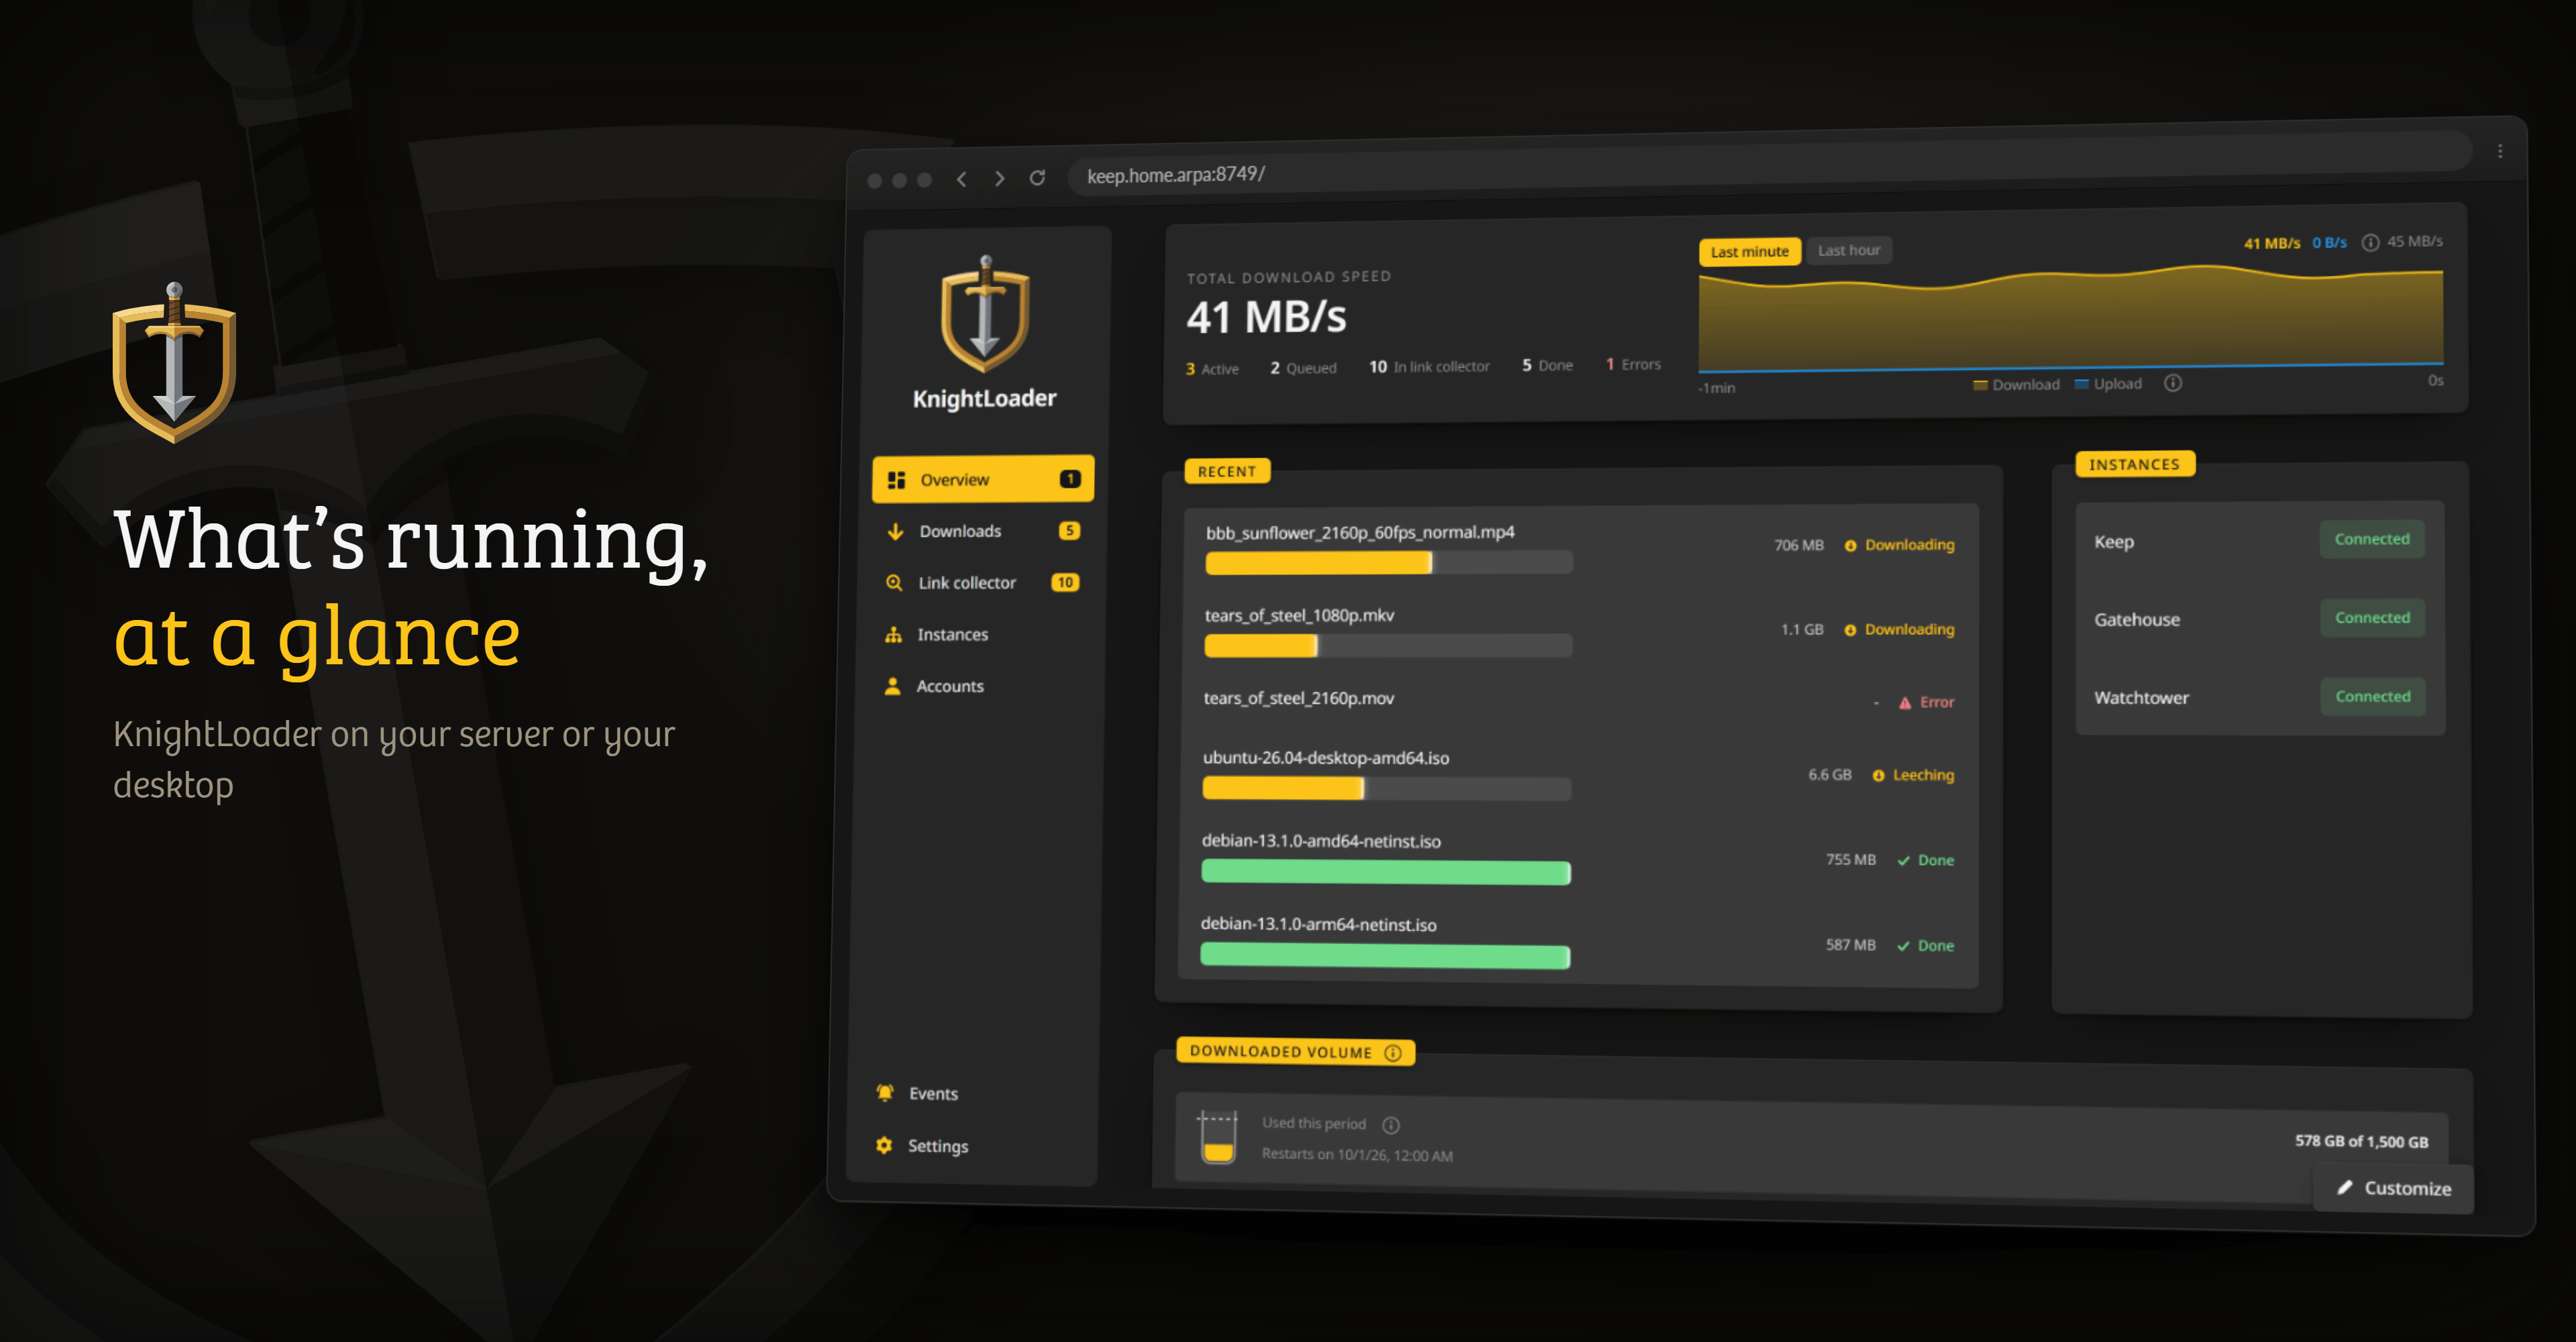 What's running,
at a glance
KnightLoader on your server or your
desktop
keep.home.arpa:8749/
KnightLoader
Overview 1
Downloads 5
Link collector 10
Instances
Accounts
Events
Settings
TOTAL DOWNLOAD SPEED
41 MB/s
3 Active 2 Queued 10 In link collector 5 Done 1 Errors
Last minute Last hour
41 MB/s 0 B/s 45 MB/s
-1min Download Upload 0s
RECENT
bbb_sunflower_2160p_60fps_normal.mp4
706 MB Downloading
tears_of_steel_1080p.mkv
1.1 GB Downloading
tears_of_steel_2160p.mov
- Error
ubuntu-26.04-desktop-amd64.iso
6.6 GB Leeching
debian-13.1.0-amd64-netinst.iso
755 MB Done
debian-13.1.0-arm64-netinst.iso
587 MB Done
INSTANCES
Keep Connected
Gatehouse Connected
Watchtower Connected
DOWNLOADED VOLUME
Used this period
Restarts on 10/1/26, 12:00 AM
578 GB of 1,500 GB
Customize